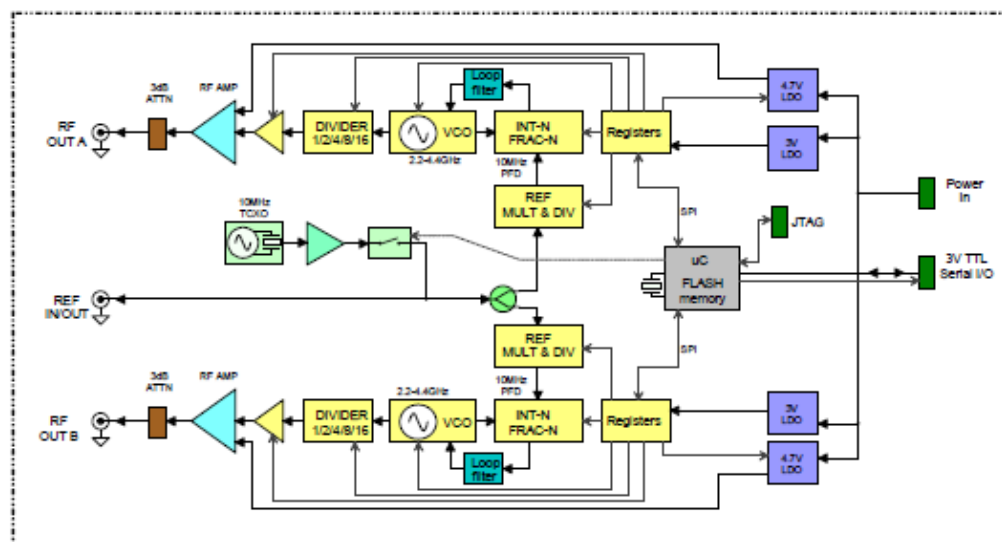 Loop
filter
4.7V
LDO
3dB
ATTN
RF AMP
RF
OUT A
DIVIDER
1/2/4/8/16
VCO
2.2-4.4GHz
INT-N
FRAC-N
Registers
3V
LDO
10MHz
PFD
REF
MULT & DIV
Power
In
10MHz
TCXO
SPI
JTAG
uC
FLASH
memory
3V TTL
Serial I/O
REF
IN/OUT
REF
MULT & DIV
SPI
10MHz
PFD
3dB
ATTN
RF AMP
2.2-4.4GHz
RF
OUT B
DIVIDER
1/2/4/8/16
VCO
INT-N
FRAC-N
Registers
3V
LDO
Loop
filter
4.7V
LDO